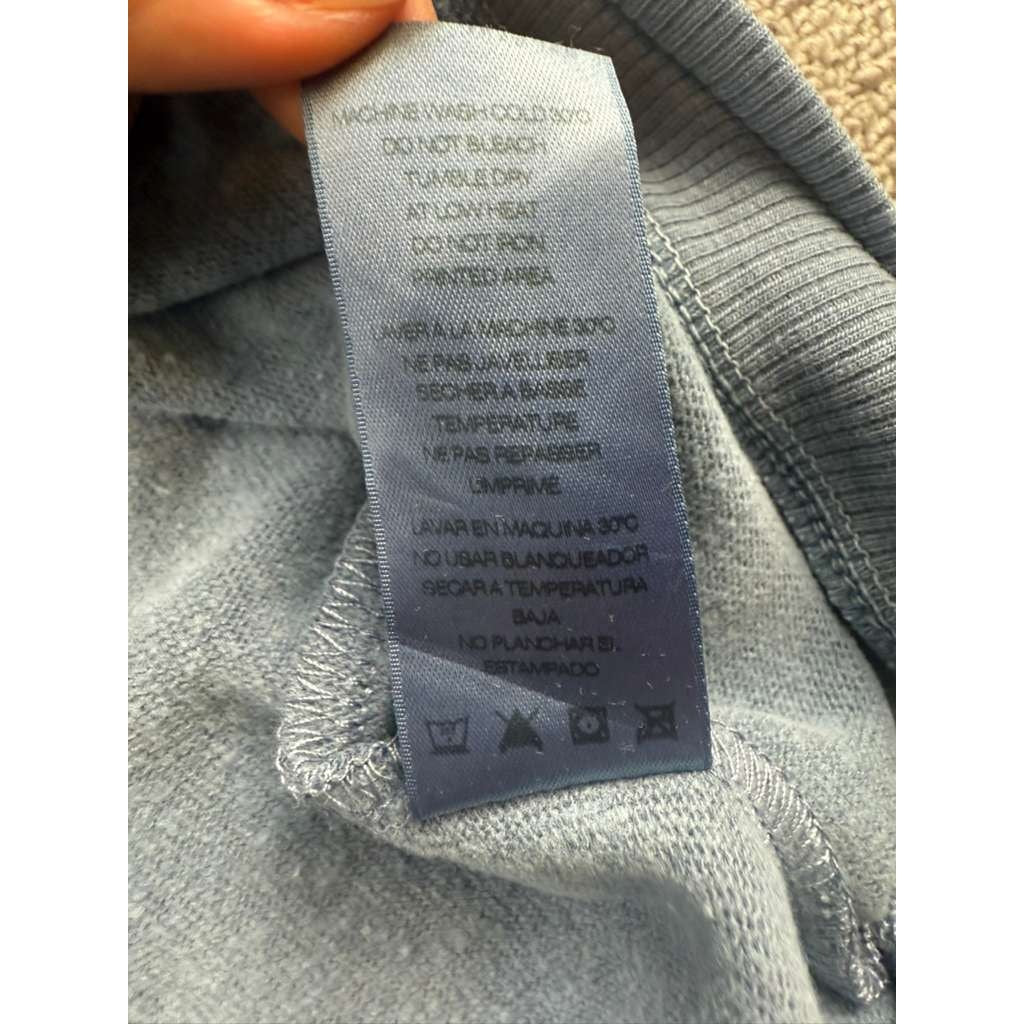 MACHINE WASH COLD 30°C
DO NOT BLEACH
TUMBLE DRY
AT LOW HEAT
DO NOT IRON
PRINTED AREA
LAVER A LA MACHINE 30°C
NE PAS JAVELLISER
SECHER A BASSE
TEMPERATURE
NE PAS REPASSER
L'IMPRIME
LAVAR EN MAQUINA 30°C
NO USAR BLANQUEADOR
SECAR A TEMPERATURA
BAJA
NO PLANCHAR EL
ESTAMPADO